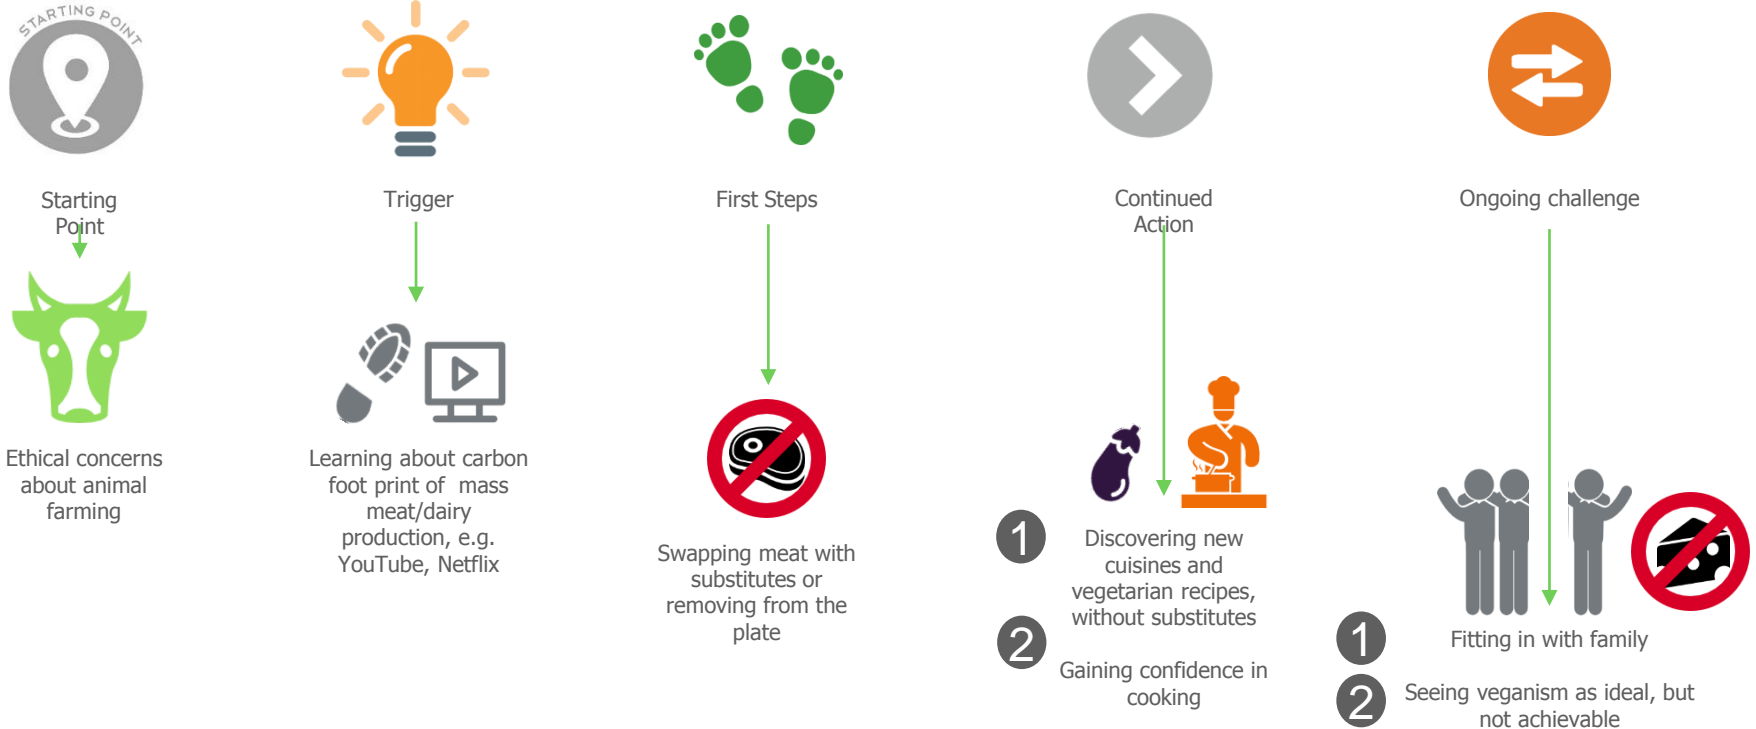 STARTING POINT
Starting
Point
Ethical concerns
about animal
farming
Trigger
Learning about carbon
foot print of mass
meat/dairy
production, e.g.
YouTube, Netflix
First Steps
Swapping meat with
substitutes or
removing from the
plate
Continued
Action
1
Discovering new
cuisines and
vegetarian recipes,
without substitutes
2
Gaining confidence in
cooking
Ongoing challenge
1
Fitting in with family
2
Seeing veganism as ideal, but
not achievable